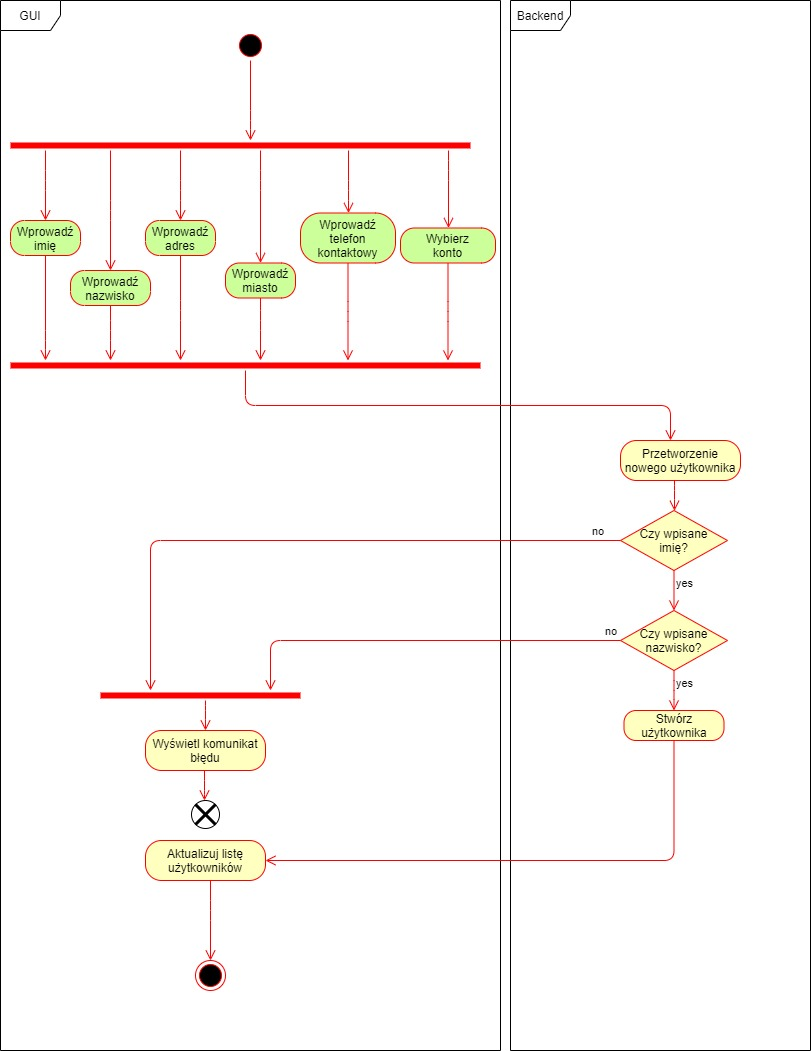 GUI
Backend
Wprowadź
imię
Wprowadź
nazwisko
Wprowadź
adres
Wprowadź
miasto
Wprowadź
telefon
kontaktowy
Wybierz
konto
Przetworzenie
nowego użytkownika
Czy wpisane
imię?
no
yes
Czy wpisane
nazwisko?
no
yes
Stwórz
użytkownika
Wyświetl komunikat
błędu
Aktualizuj listę
użytkowników